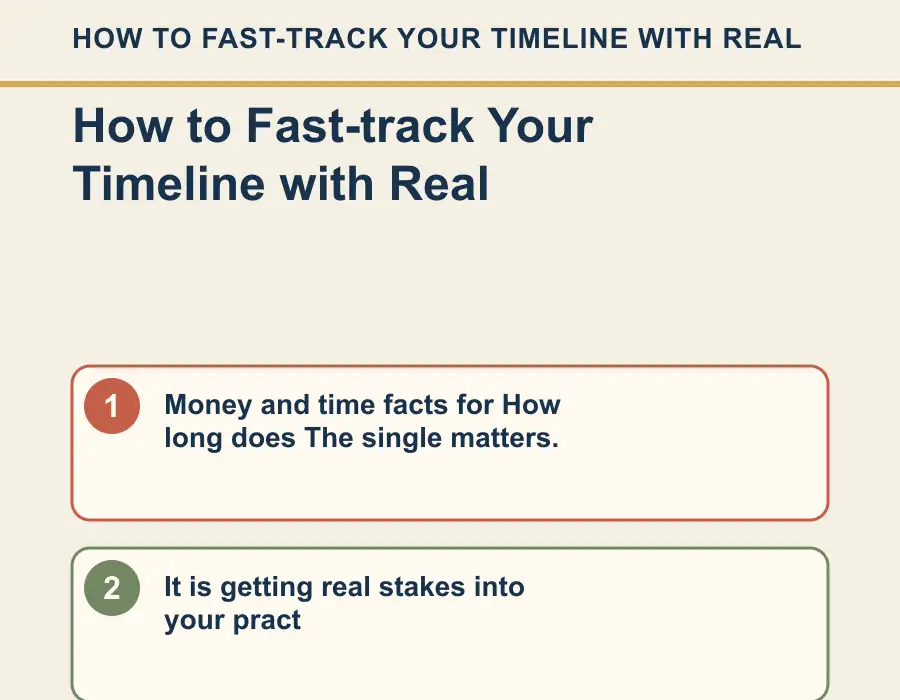 HOW TO FAST-TRACK YOUR TIMELINE WITH REAL
How to Fast-track Your
Timeline with Real
1
Money and time facts for How
long does The single matters.
2
It is getting real stakes into
your pract